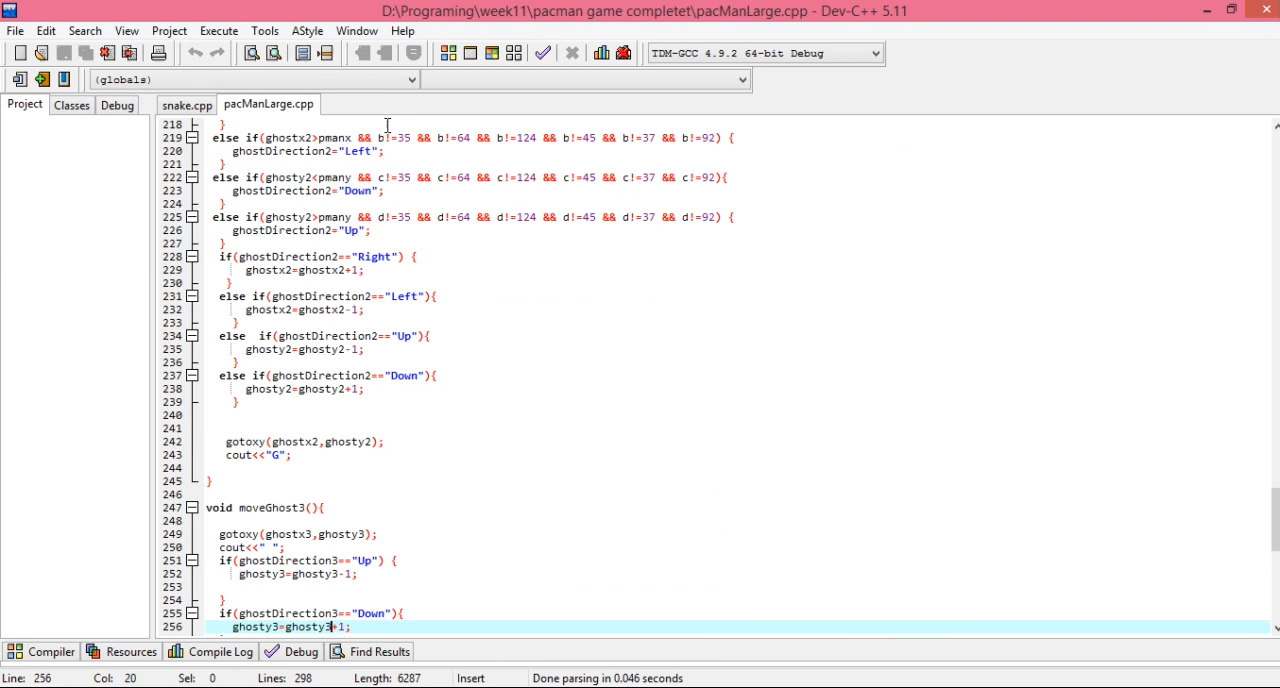 D:\Programing\week11\pacman game completet\pacManLarge.cpp - Dev-C++ 5.11
File Edit Search View Project Execute Tools AStyle Window Help
TDM-GCC 4.9.2 64-bit Debug
(globals)
Project Classes Debug snake.cpp pacManLarge.cpp
218 }
219 else if(ghostx2>pmanx && b!=35 && b!=64 && b!=124 && b!=45 && b!=37 && b!=92) {
220 ghostDirection2="Left";
221 }
222 else if(ghosty2<pmany && c!=35 && c!=64 && c!=124 && c!=45 && c!=37 && c!=92){
223 ghostDirection2="Down";
224 }
225 else if(ghosty2>pmany && d!=35 && d!=64 && d!=124 && d!=45 && d!=37 && d!=92) {
226 ghostDirection2="Up";
227 }
228 if(ghostDirection2=="Right") {
229 ghostx2=ghostx2+1;
230 }
231 else if(ghostDirection2=="Left"){
232 ghostx2=ghostx2-1;
233 }
234 else  if(ghostDirection2=="Up"){
235 ghosty2=ghosty2-1;
236 }
237 else if(ghostDirection2=="Down"){
238 ghosty2=ghosty2+1;
239 }
240
241
242 gotoxy(ghostx2,ghosty2);
243 cout<<"G";
244
245 }
246
247 void moveGhost3(){
248
249 gotoxy(ghostx3,ghosty3);
250 cout<<" ";
251 if(ghostDirection3=="Up") {
252 ghosty3=ghosty3-1;
253
254 }
255 if(ghostDirection3=="Down"){
256 ghosty3=ghosty3+1;
Compiler Resources Compile Log Debug Find Results
Line: 256 Col: 20 Sel: 0 Lines: 298 Length: 6287 Insert Done parsing in 0.046 seconds